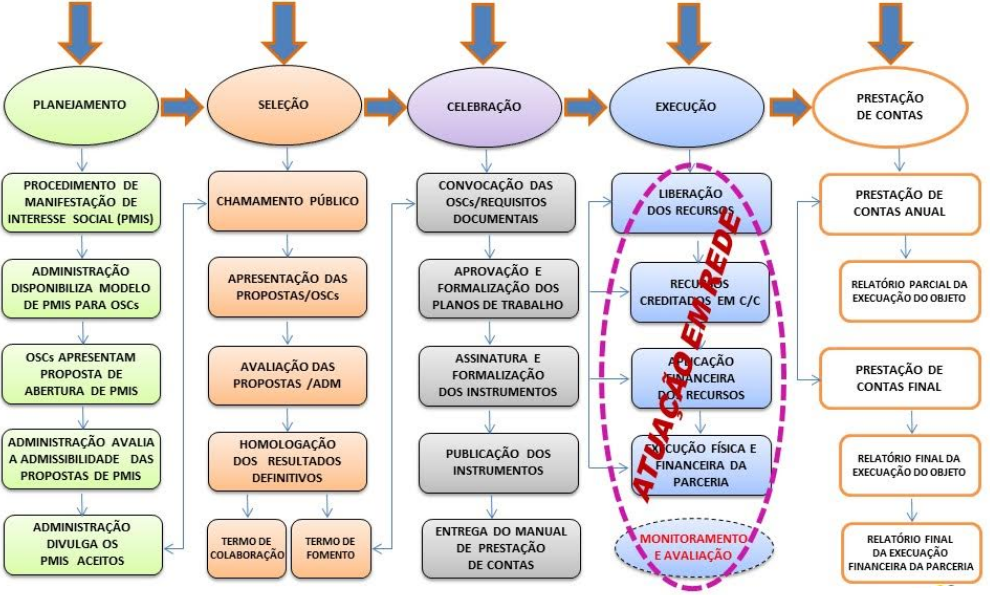 PLANEJAMENTO
SELEÇÃO
CELEBRAÇÃO
EXECUÇÃO
PRESTAÇÃO
DE CONTAS
PROCEDIMENTO DE
MANIFESTAÇÃO DE
INTERESSE SOCIAL (PMIS)
ADMINISTRAÇÃO
DISPONIBILIZA MODELO
DE PMIS PARA OSCs
OSCs APRESENTAM
PROPOSTA DE
ABERTURA DE PMIS
ADMINISTRAÇÃO AVALIA
A ADMISSIBILIDADE DAS
PROPOSTAS DE PMIS
ADMINISTRAÇÃO
DIVULGA OS
PMIS ACEITOS
CHAMAMENTO PÚBLICO
APRESENTAÇÃO DAS
PROPOSTAS/OSCs
AVALIAÇÃO DAS
PROPOSTAS /ADM
HOMOLOGAÇÃO
DOS RESULTADOS
DEFINITIVOS
TERMO DE
COLABORAÇÃO
TERMO DE
FOMENTO
CONVOCAÇÃO DAS
OSCs/REQUISITOS
DOCUMENTAIS
APROVAÇÃO E
FORMALIZAÇÃO DOS
PLANOS DE TRABALHO
ASSINATURA E
FORMALIZAÇÃO
DOS INSTRUMENTOS
PUBLICAÇÃO DOS
INSTRUMENTOS
ENTREGA DO MANUAL
DE PRESTAÇÃO
DE CONTAS
LIBERAÇÃO
DOS RECURSOS
RECURSOS
CREDITADOS EM C/C
APLICAÇÃO
FINANCEIRA
DOS RECURSOS
EXECUÇÃO FÍSICA E
FINANCEIRA DA
PARCERIA
MONITORAMENTO
E AVALIAÇÃO
ATUAÇÃO EM REDE
PRESTAÇÃO DE
CONTAS ANUAL
RELATÓRIO PARCIAL DA
EXECUAÇÃO DO OBJETO
PRESTAÇÃO DE
CONTAS FINAL
RELATÓRIO FINAL DA
EXECUAÇÃO DO OBJETO
RELATÓRIO FINAL
DA EXECUAÇÃO
FINANCEIRA DA PARCERIA